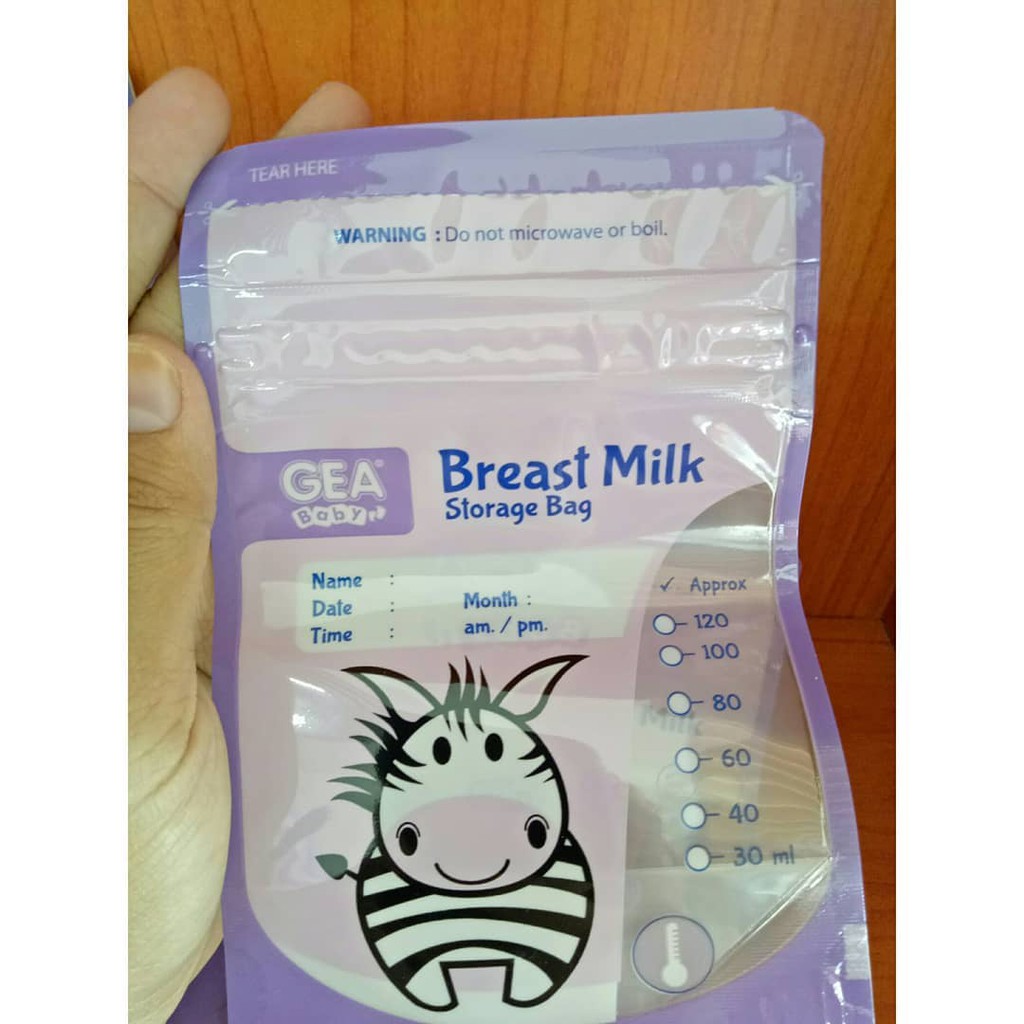 TEAR HERE
WARNING : Do not microwave or boil.
GEA
Baby
Breast Milk
Storage Bag
Name :
Date : Month :
Time : am. / pm.
✓ Approx
120
100
80
60
40
30 ml